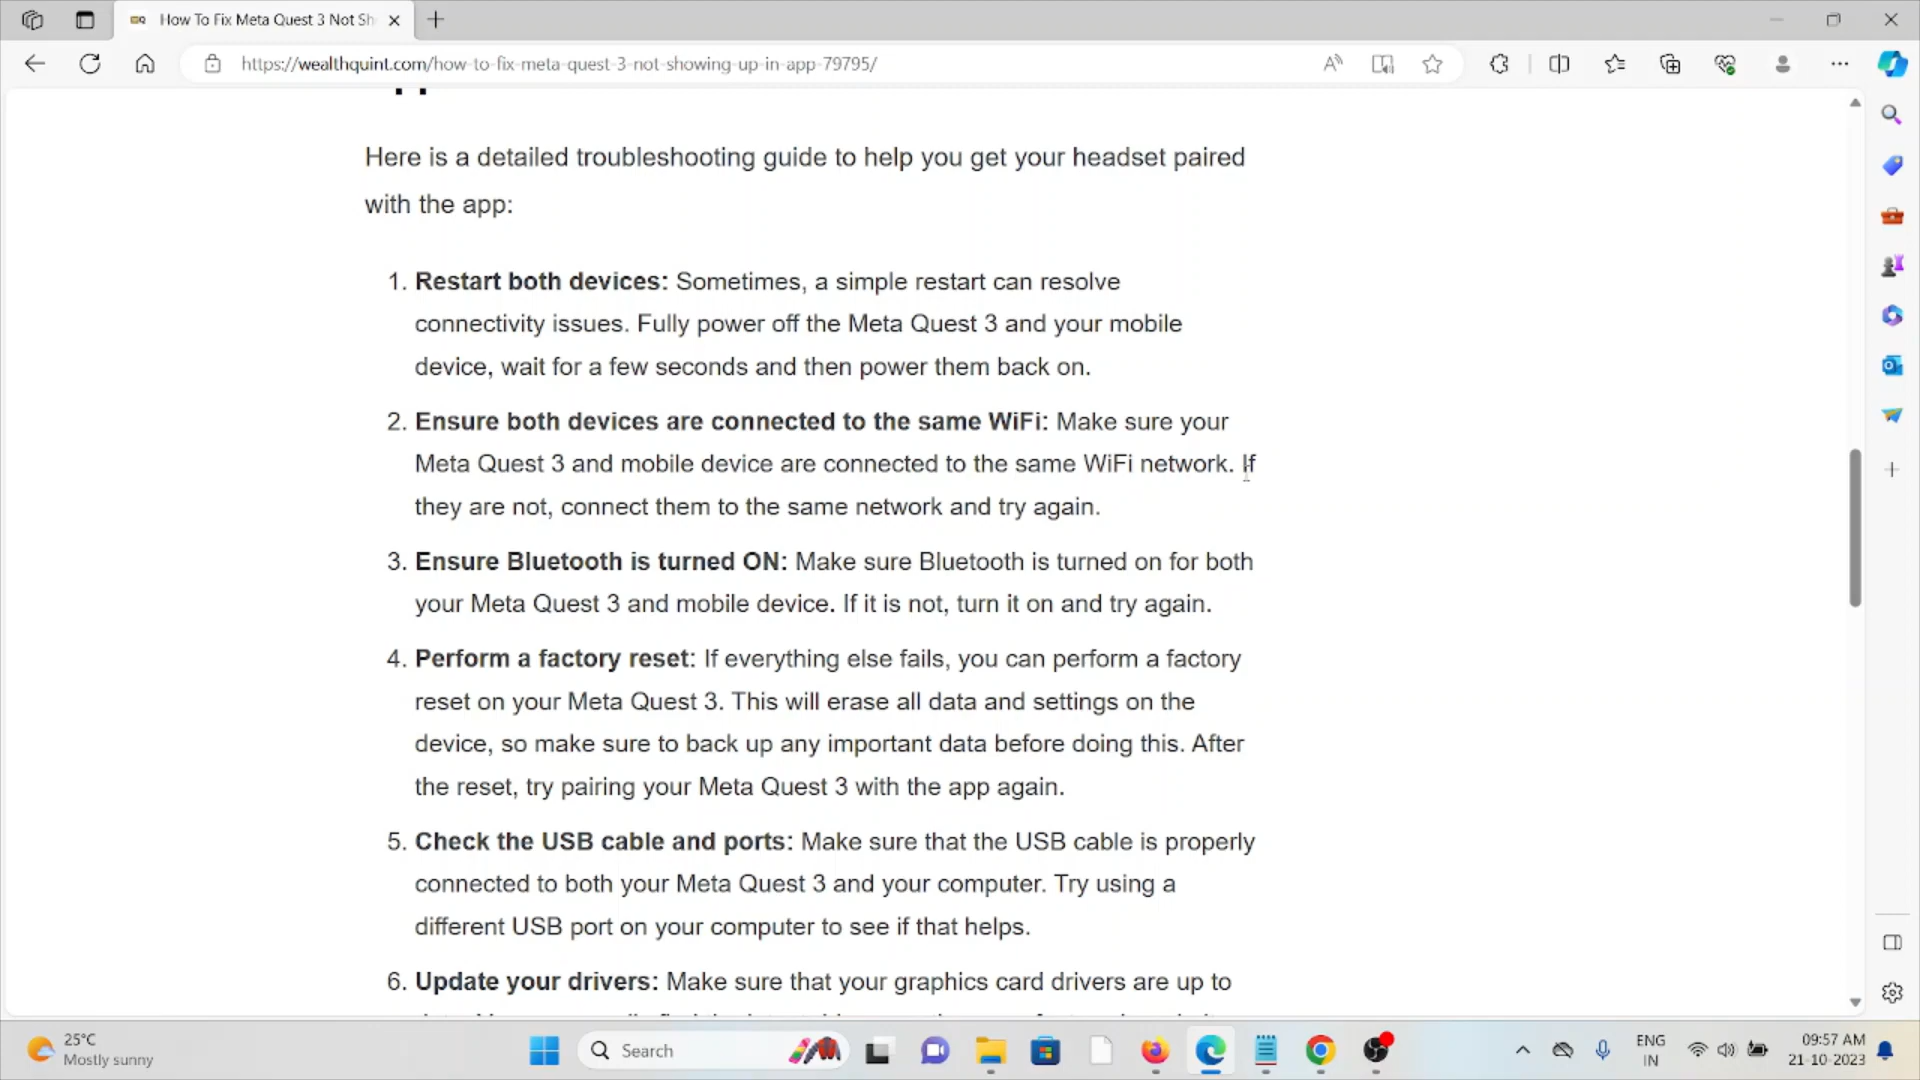 How To Fix Meta Quest 3 Not Sh
https://wealthquint.com/how-to-fix-meta-quest-3-not-showing-up-in-app-79795/
Here is a detailed troubleshooting guide to help you get your headset paired
with the app:
1. Restart both devices: Sometimes, a simple restart can resolve
connectivity issues. Fully power off the Meta Quest 3 and your mobile
device, wait for a few seconds and then power them back on.
2. Ensure both devices are connected to the same WiFi: Make sure your
Meta Quest 3 and mobile device are connected to the same WiFi network. If
they are not, connect them to the same network and try again.
3. Ensure Bluetooth is turned ON: Make sure Bluetooth is turned on for both
your Meta Quest 3 and mobile device. If it is not, turn it on and try again.
4. Perform a factory reset: If everything else fails, you can perform a factory
reset on your Meta Quest 3. This will erase all data and settings on the
device, so make sure to back up any important data before doing this. After
the reset, try pairing your Meta Quest 3 with the app again.
5. Check the USB cable and ports: Make sure that the USB cable is properly
connected to both your Meta Quest 3 and your computer. Try using a
different USB port on your computer to see if that helps.
6. Update your drivers: Make sure that your graphics card drivers are up to
25°C
Mostly sunny
Search
ENG
IN
09:57 AM
21-10-2023